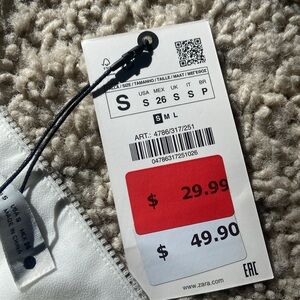 TALLA / SIZE / TAMANHO / TAILLE / MAAT / ΜΕΓΕΘΟΣ
USA MEX UK IT BR
S S 26 S S P
S M L
ART.: 4786/317/251
04786317251026
$ 29.99
$ 49.90
www.zara.com
EAC